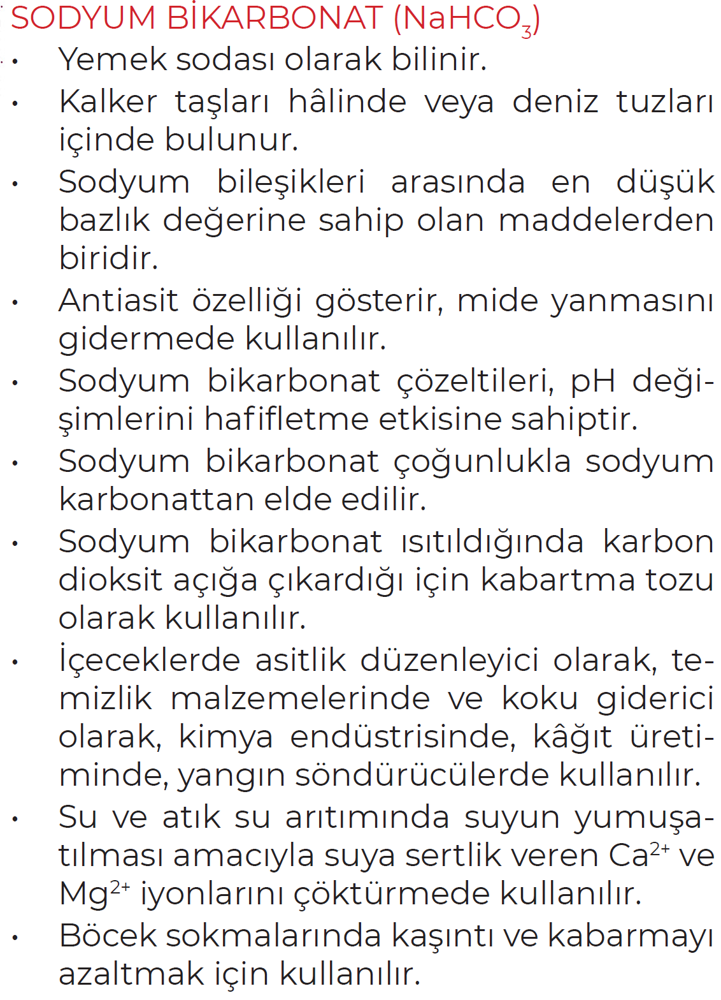 SODYUM BİKARBONAT (NaHCO₃)
• Yemek sodası olarak bilinir.
• Kalker taşları hâlinde veya deniz tuzları
içinde bulunur.
• Sodyum bileşikleri arasında en düşük
bazlık değerine sahip olan maddelerden
biridir.
• Antiasit özelliği gösterir, mide yanmasını
gidermede kullanılır.
• Sodyum bikarbonat çözeltileri, pH deği-
şimlerini hafifletme etkisine sahiptir.
• Sodyum bikarbonat çoğunlukla sodyum
karbonattan elde edilir.
• Sodyum bikarbonat ısıtıldığında karbon
dioksit açığa çıkardığı için kabartma tozu
olarak kullanılır.
• İçeceklerde asitlik düzenleyici olarak, te-
mizlik malzemelerinde ve koku giderici
olarak, kimya endüstrisinde, kâğıt üreti-
minde, yangın söndürücülerde kullanılır.
• Su ve atık su arıtımında suyun yumuşa-
tılması amacıyla suya sertlik veren Ca²⁺ ve
Mg²⁺ iyonlarını çöktürmede kullanılır.
• Böcek sokmalarında kaşıntı ve kabarmayı
azaltmak için kullanılır.